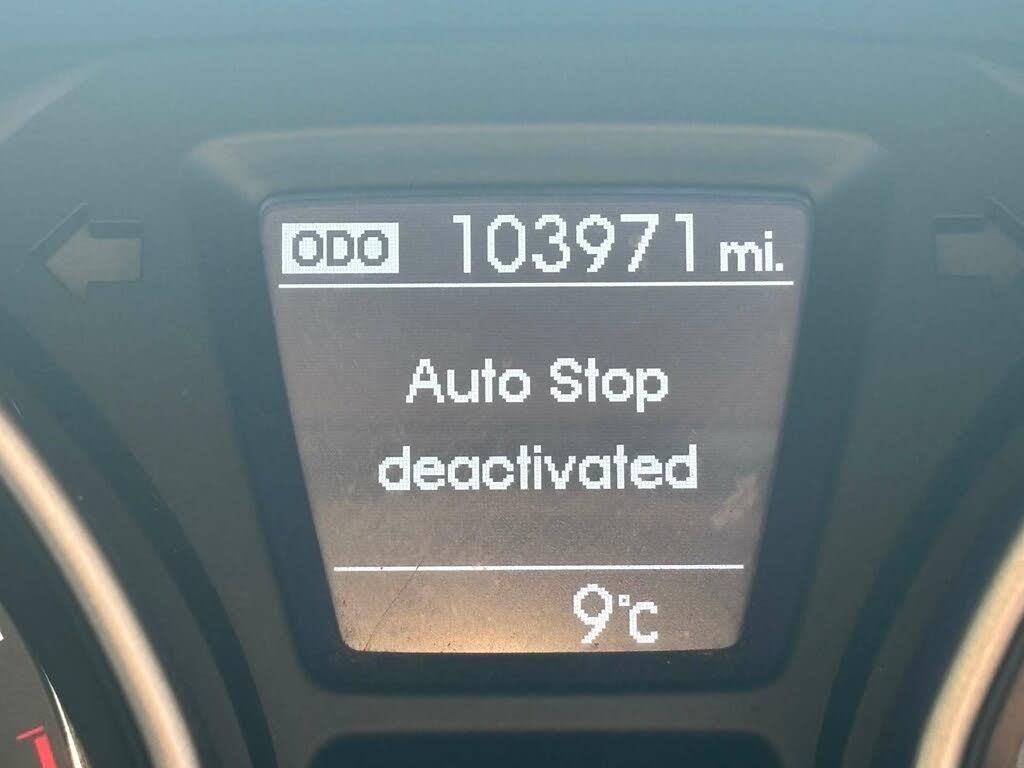 ODO 103971 mi.
Auto Stop
deactivated
9°C